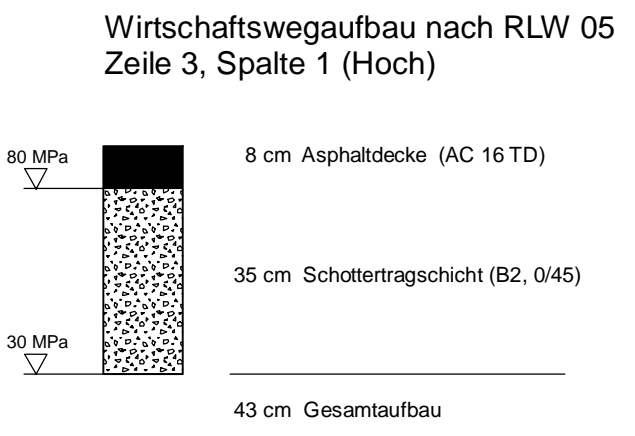 Wirtschaftswegaufbau nach RLW 05
Zeile 3, Spalte 1 (Hoch)
80 MPa
8 cm Asphaltdecke (AC 16 TD)
35 cm Schottertragschicht (B2, 0/45)
30 MPa
43 cm Gesamtaufbau